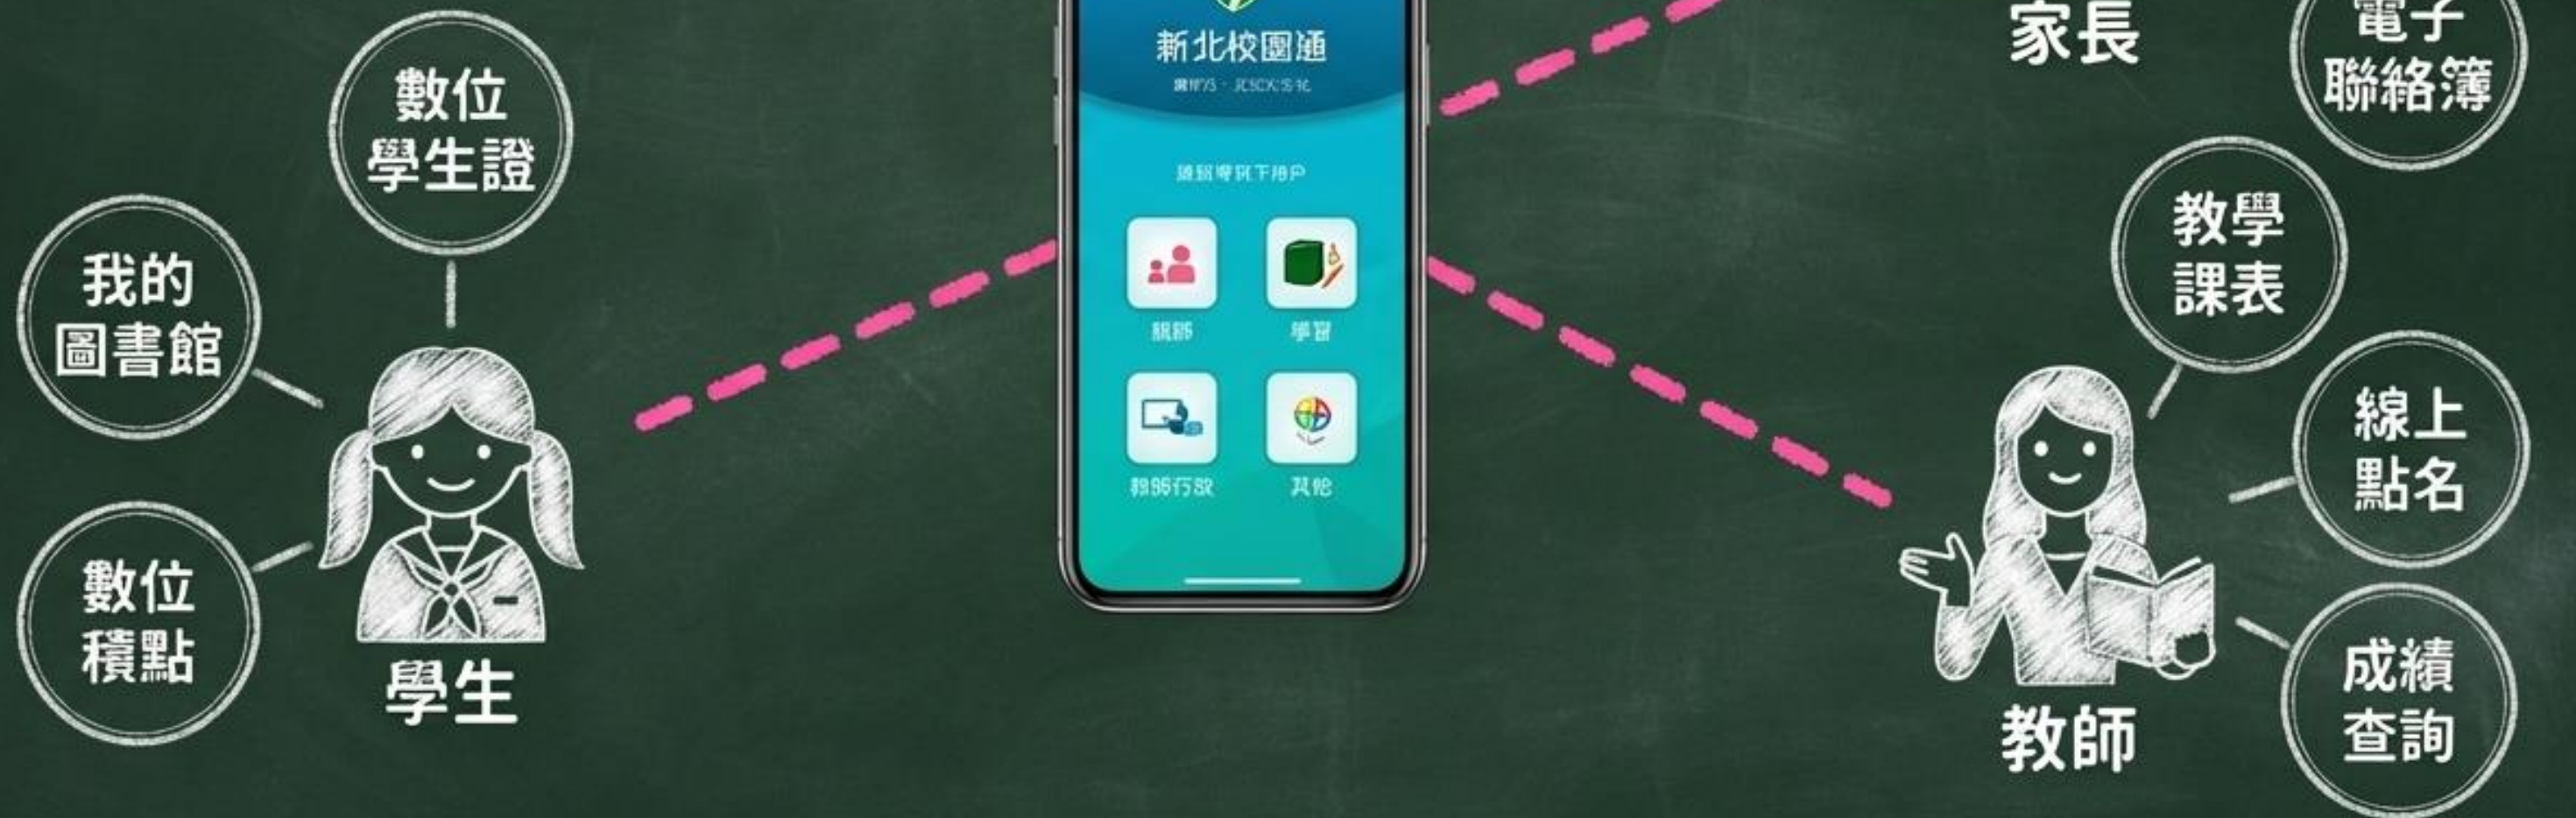 數位
學生證
我的
圖書館
數位
積點
學生
新北校園通
學習
其他
家長
電子
聯絡簿
教學
課表
線上
點名
成績
查詢
教師